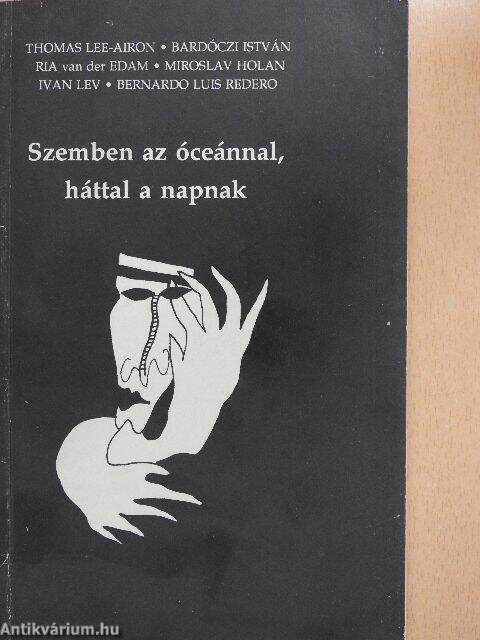 THOMAS LEE-AIRON • BARDÓCZI ISTVÁN
RIA van der EDAM • MIROSLAV HOLAN
IVAN LEV • BERNARDO LUIS REDERO
Szemben az óceánnal,
háttal a napnak
Antikvárium.hu